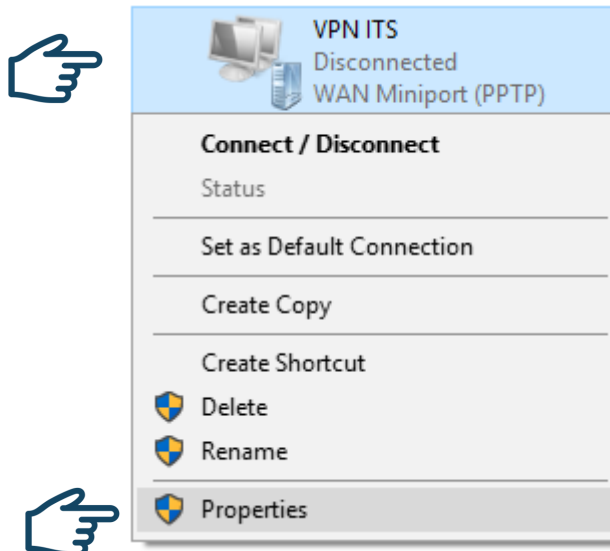 VPN ITS
Disconnected
WAN Miniport (PPTP)
Connect / Disconnect
Status
Set as Default Connection
Create Copy
Create Shortcut
Delete
Rename
Properties